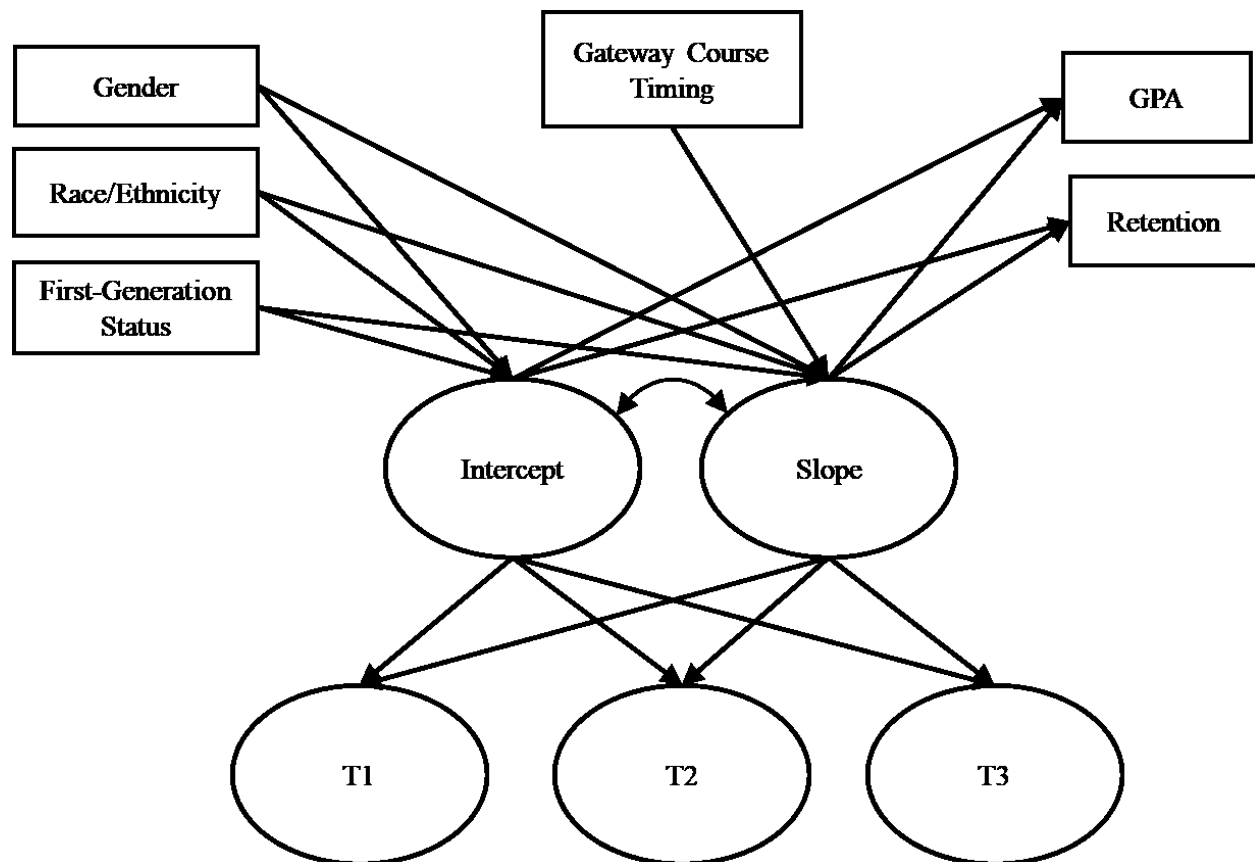 Gender
Gateway Course
Timing
GPA
Race/Ethnicity
Retention
First-Generation
Status
Intercept
Slope
T1
T2
T3